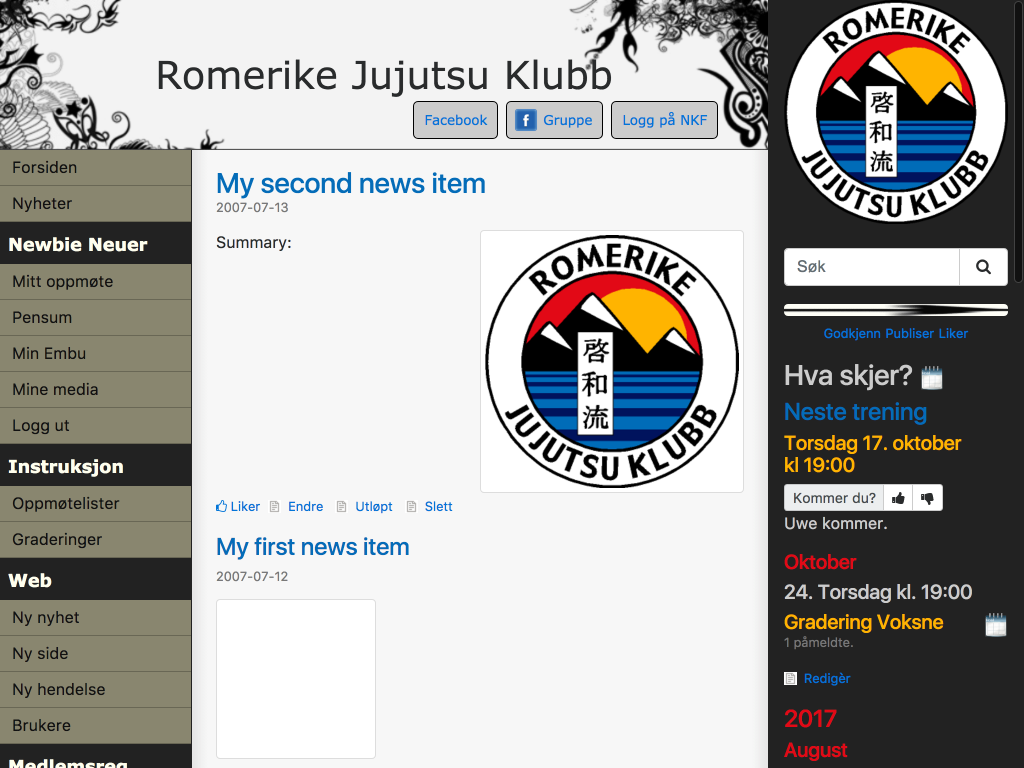 Romerike Jujutsu Klubb
Facebook
Gruppe
Logg på NKF
Forsiden
Nyheter
Newbie Neuer
Mitt oppmøte
Pensum
Min Embu
Mine media
Logg ut
Instruksjon
Oppmøtelister
Graderinger
Web
Ny nyhet
Ny side
Ny hendelse
Brukere
Medlemsreg
My second news item
2007-07-13
Summary:
ROMERIKE
啓和流
JUJUTSU KLUBB
Liker
Endre
Utløpt
Slett
My first news item
2007-07-12
ROMERIKE
啓和流
JUJUTSU KLUBB
Søk
Godkjenn Publiser Liker
Hva skjer?
Neste trening
Torsdag 17. oktober
kl 19:00
Kommer du?
Uwe kommer.
Oktober
24. Torsdag kl. 19:00
Gradering Voksne
1 påmeldte.
Redigèr
2017
August